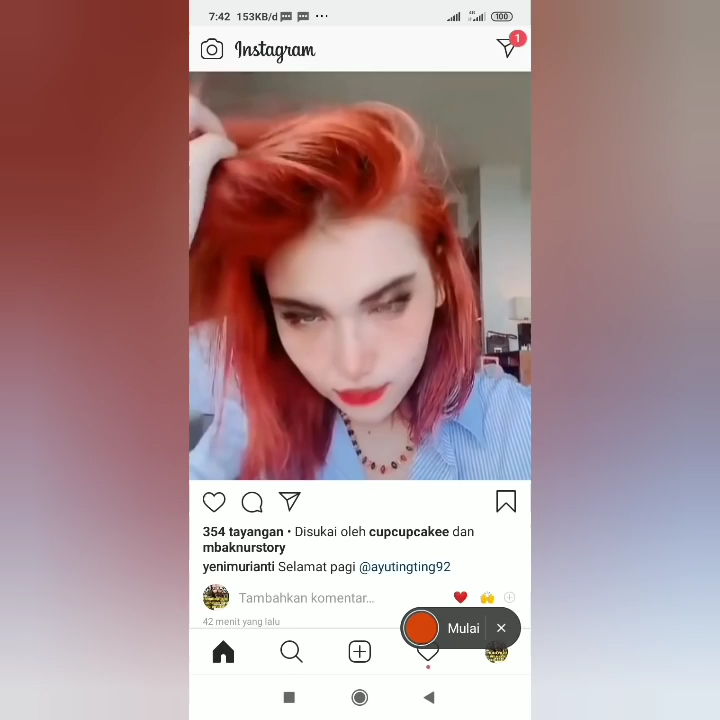 7:42 153KB/d ... 100
Instagram
1
354 tayangan • Disukai oleh cupcupcakee dan
mbaknurstory
yenimurianti Selamat pagi @ayutingting92
Tambahkan komentar...
42 menit yang lalu
Mulai ×